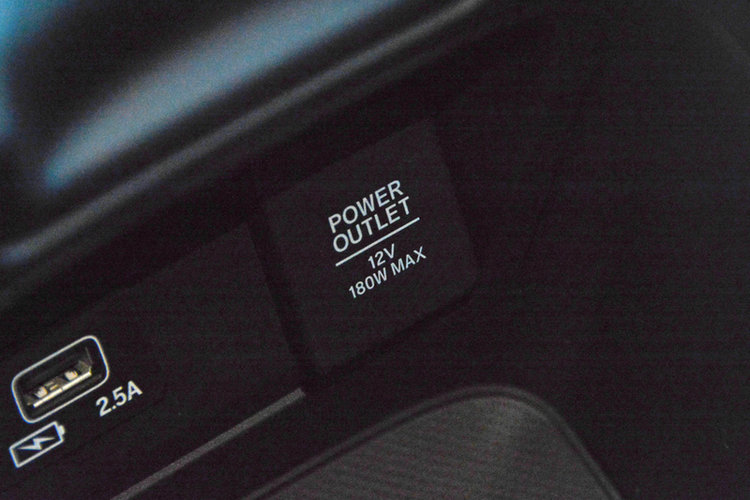 POWER
OUTLET
12V
180W MAX
2.5A